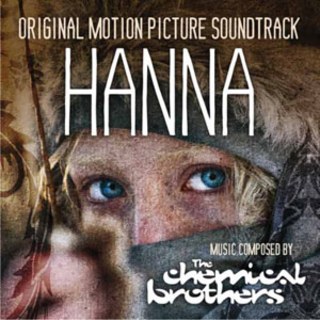 ORIGINAL MOTION PICTURE SOUNDTRACK
HANNA
MUSIC COMPOSED BY
The
chemical
brothers